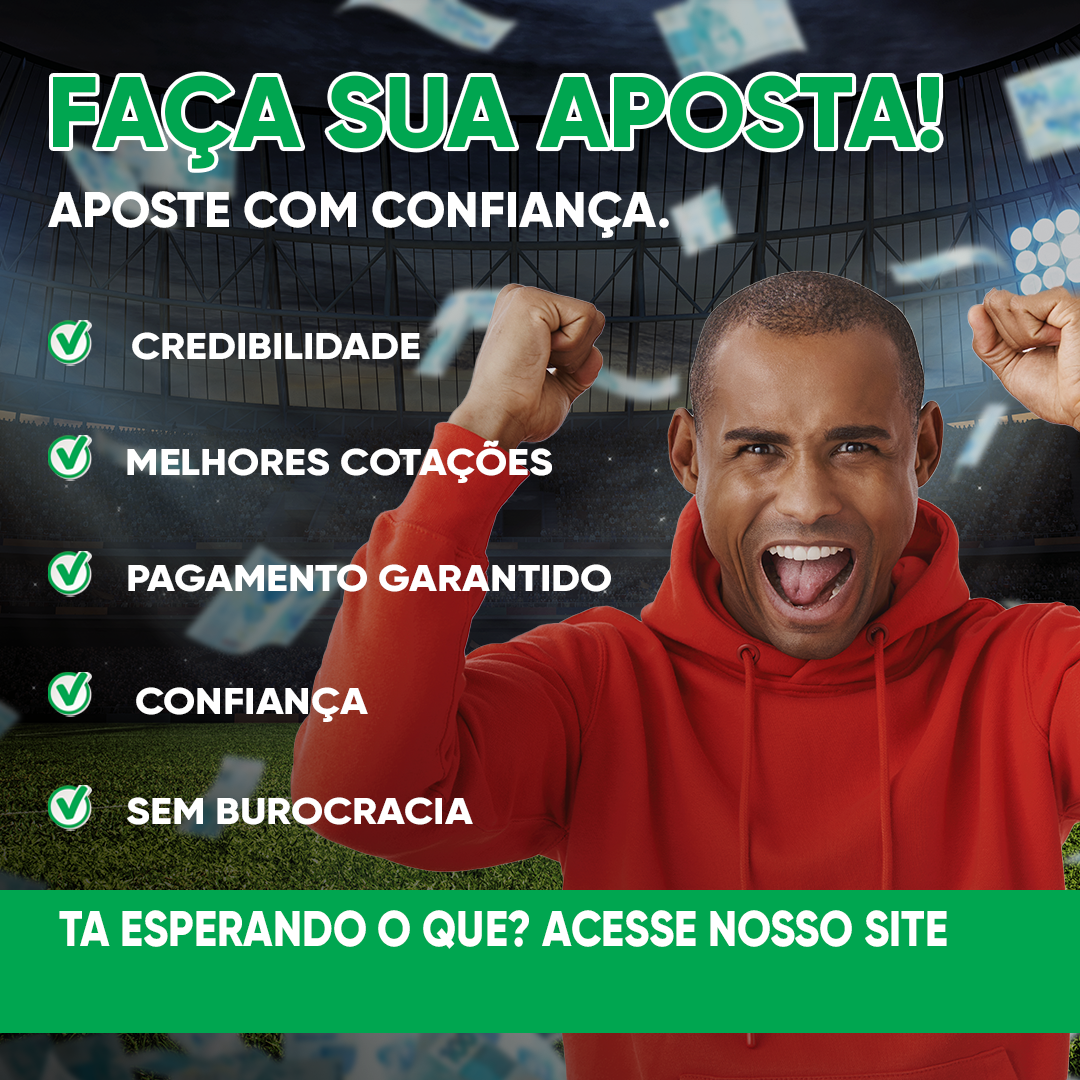 FAÇA SUA APOSTA!
APOSTE COM CONFIANÇA.
CREDIBILIDADE
MELHORES COTAÇÕES
PAGAMENTO GARANTIDO
CONFIANÇA
SEM BUROCRACIA
TA ESPERANDO O QUE? ACESSE NOSSO SITE